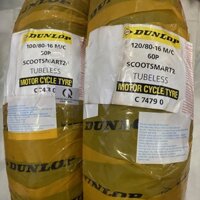 DUNLOP
100/80-16 M/C
50P
SCOOTSMART2
TUBELESS
MOTOR CYCLE TYRE
DUNLOP
120/80-16 M/C
60P
SCOOTSMART2
TUBELESS
MOTOR CYCLE TYRE
C 7479 0
DUNLOP
DUNLOP